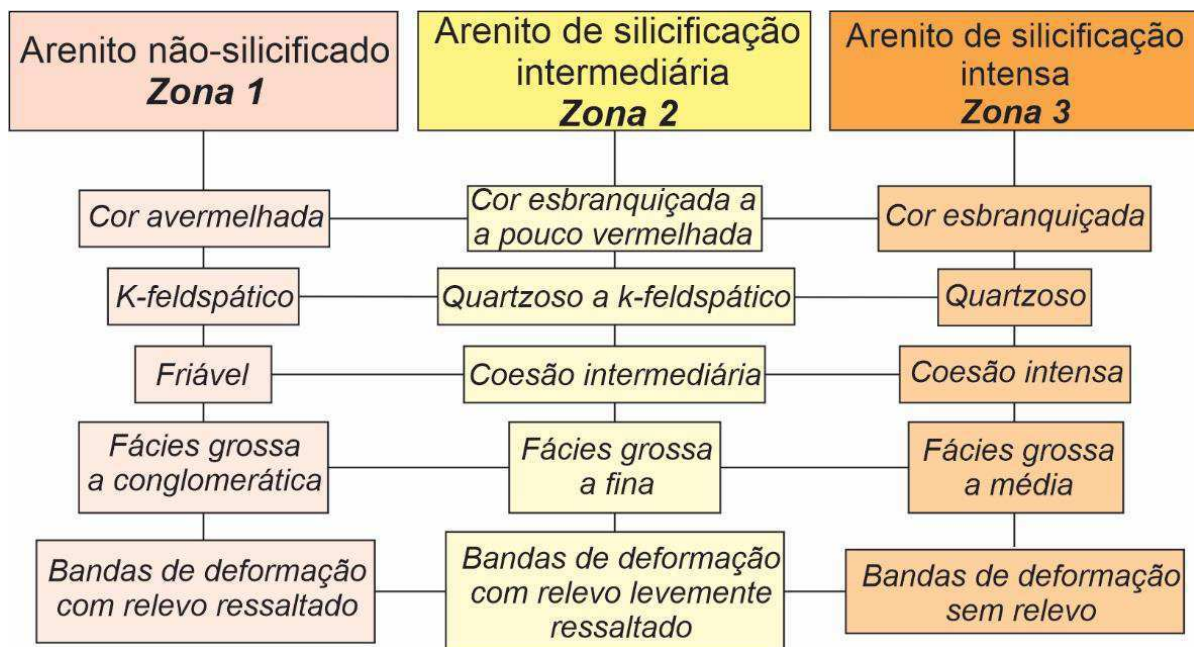 Arenito não-silicificado
Zona 1
Arenito de silicificação
intermediária
Zona 2
Arenito de silicificação
intensa
Zona 3
Cor avermelhada
Cor esbranquiçada a
a pouco vermelhada
Cor esbranquiçada
K-feldspático
Quartzoso a k-feldspático
Quartzoso
Friável
Coesão intermediária
Coesão intensa
Fácies grossa
a conglomerática
Fácies grossa
a fina
Fácies grossa
a média
Bandas de deformação
com relevo ressaltado
Bandas de deformação
com relevo levemente
ressaltado
Bandas de deformação
sem relevo